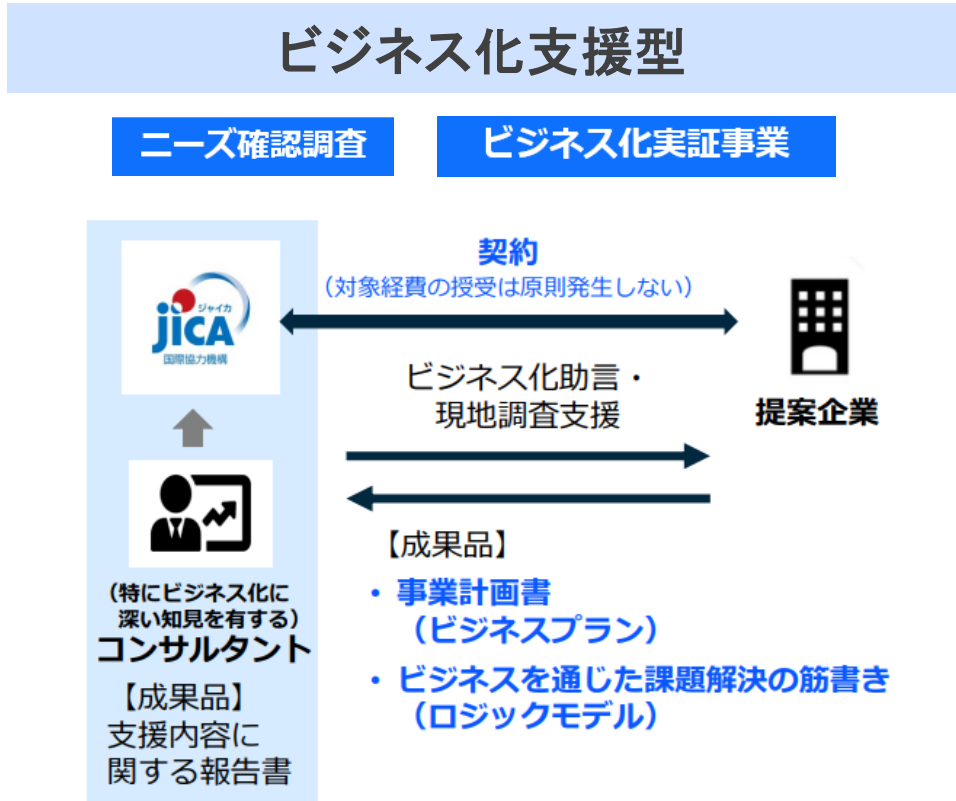 ビジネス化支援型
ニーズ確認調査
ビジネス化実証事業
ジャイカ
JICA
国際協力機構
契約
（対象経費の授受は原則発生しない）
提案企業
ビジネス化助言・
現地調査支援
（特にビジネス化に
深い知見を有する）
コンサルタント
【成果品】
支援内容に
関する報告書
【成果品】
・事業計画書
（ビジネスプラン）
・ビジネスを通じた課題解決の筋書き
（ロジックモデル）